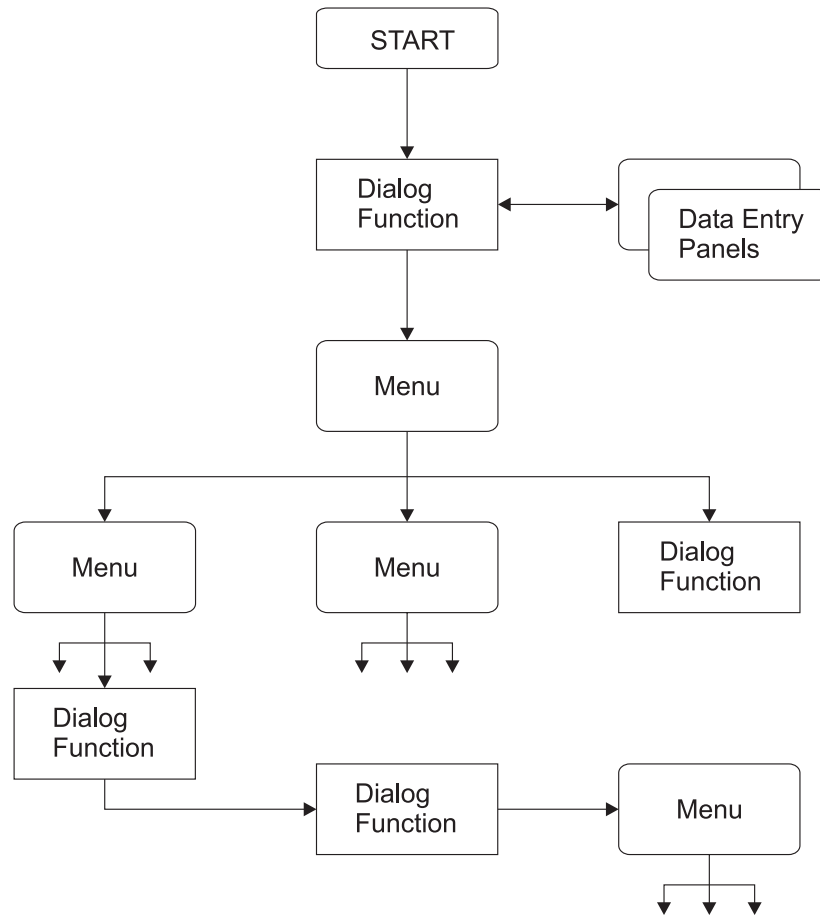 START
Dialog
Function
Data Entry
Panels
Menu
Menu
Menu
Dialog
Function
Dialog
Function
Dialog
Function
Menu